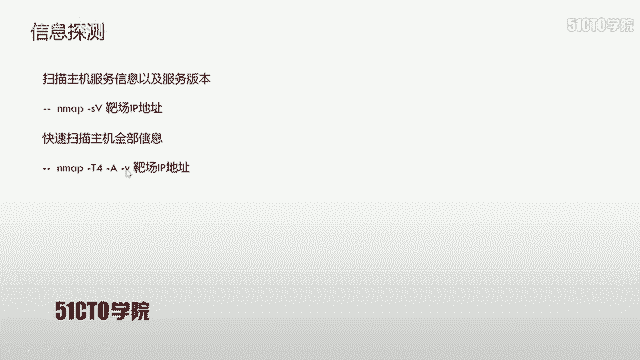 信息探测
51CTO学院
扫描主机服务信息以及服务版本
-- nmap -sV 靶场IP地址
快速扫描主机全部信息
-- nmap -T4 -A -v 靶场IP地址
51CTO学院